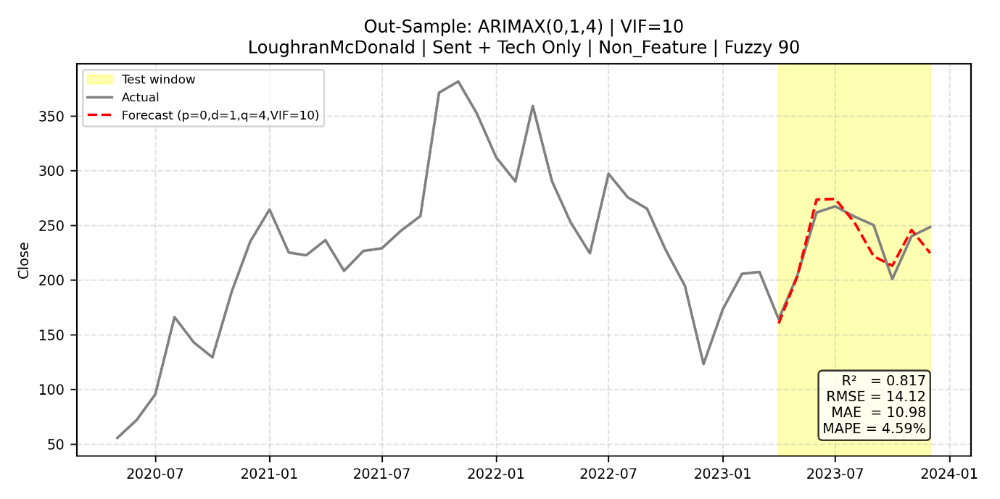 Out-Sample: ARIMAX(0,1,4) | VIF=10
LoughranMcDonald | Sent + Tech Only | Non_Feature | Fuzzy 90
Test window
Actual
Forecast (p=0,d=1,q=4,VIF=10)
Close
350
300
250
200
150
100
50
R² = 0.817
RMSE = 14.12
MAE = 10.98
MAPE = 4.59%
2020-07
2021-01
2021-07
2022-01
2022-07
2023-01
2023-07
2024-01